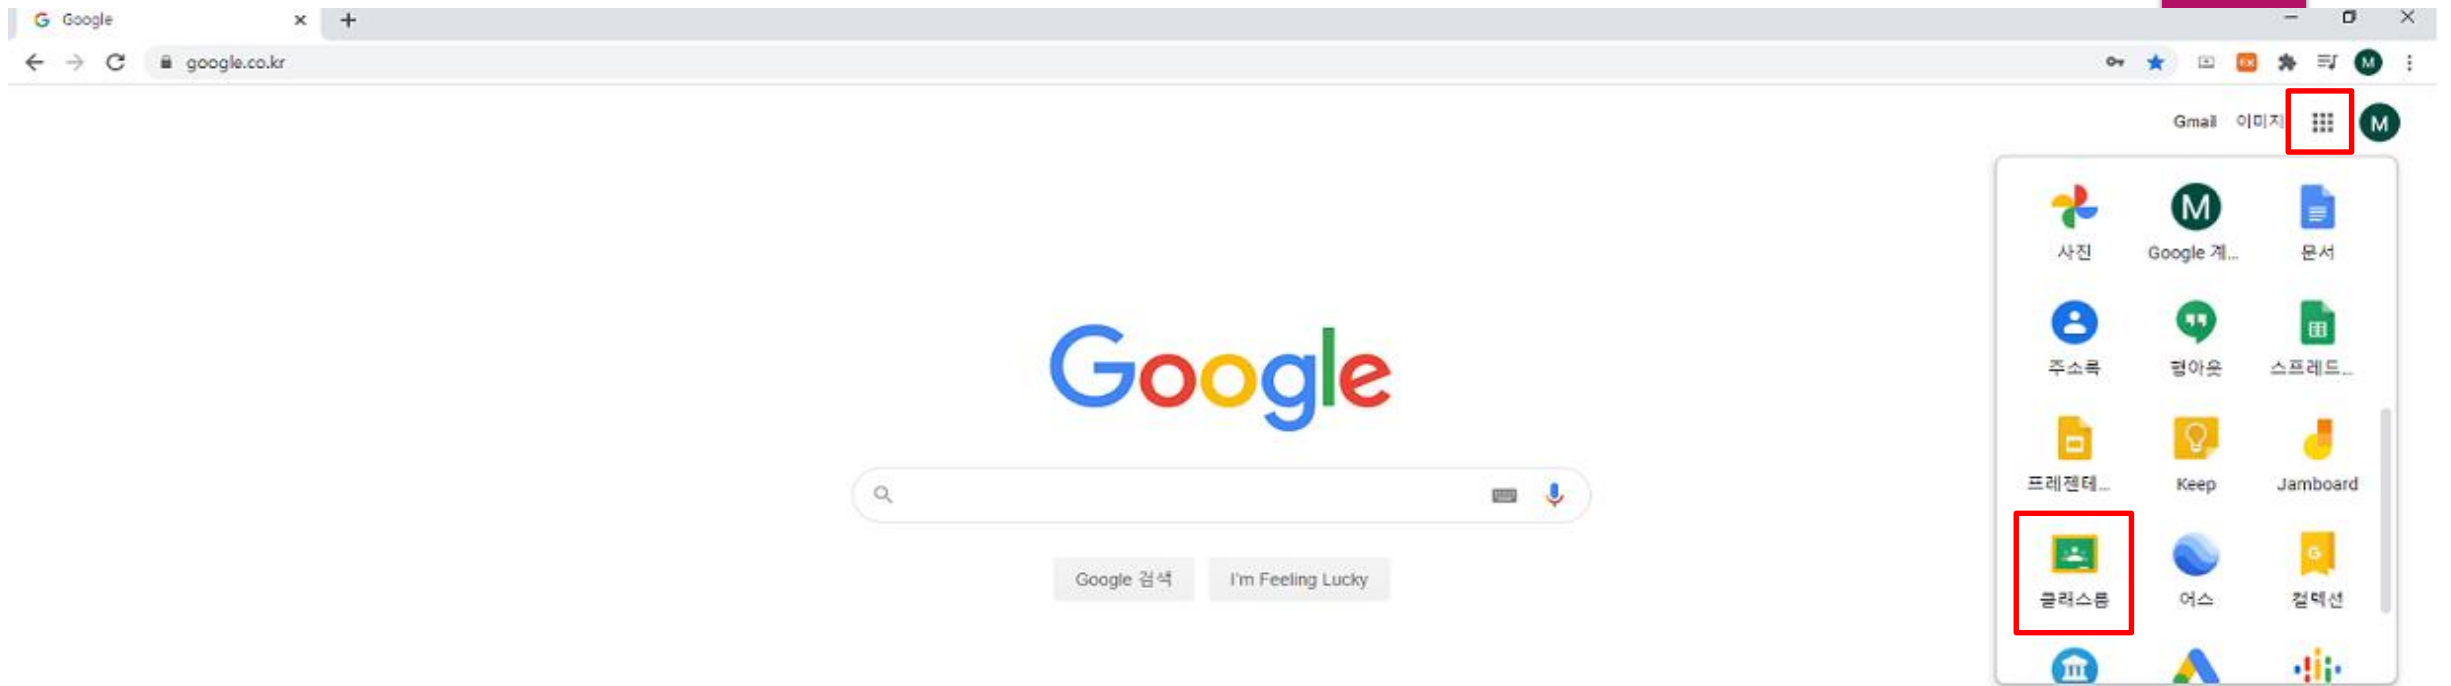 Google
google.co.kr
Gmail 이미지 M
M
사진 Google 계... 문서
주소록 행아웃 스프레드...
Google
프레젠테... Keep Jamboard
Google 검색 I'm Feeling Lucky
클래스룸 어스 컬렉션